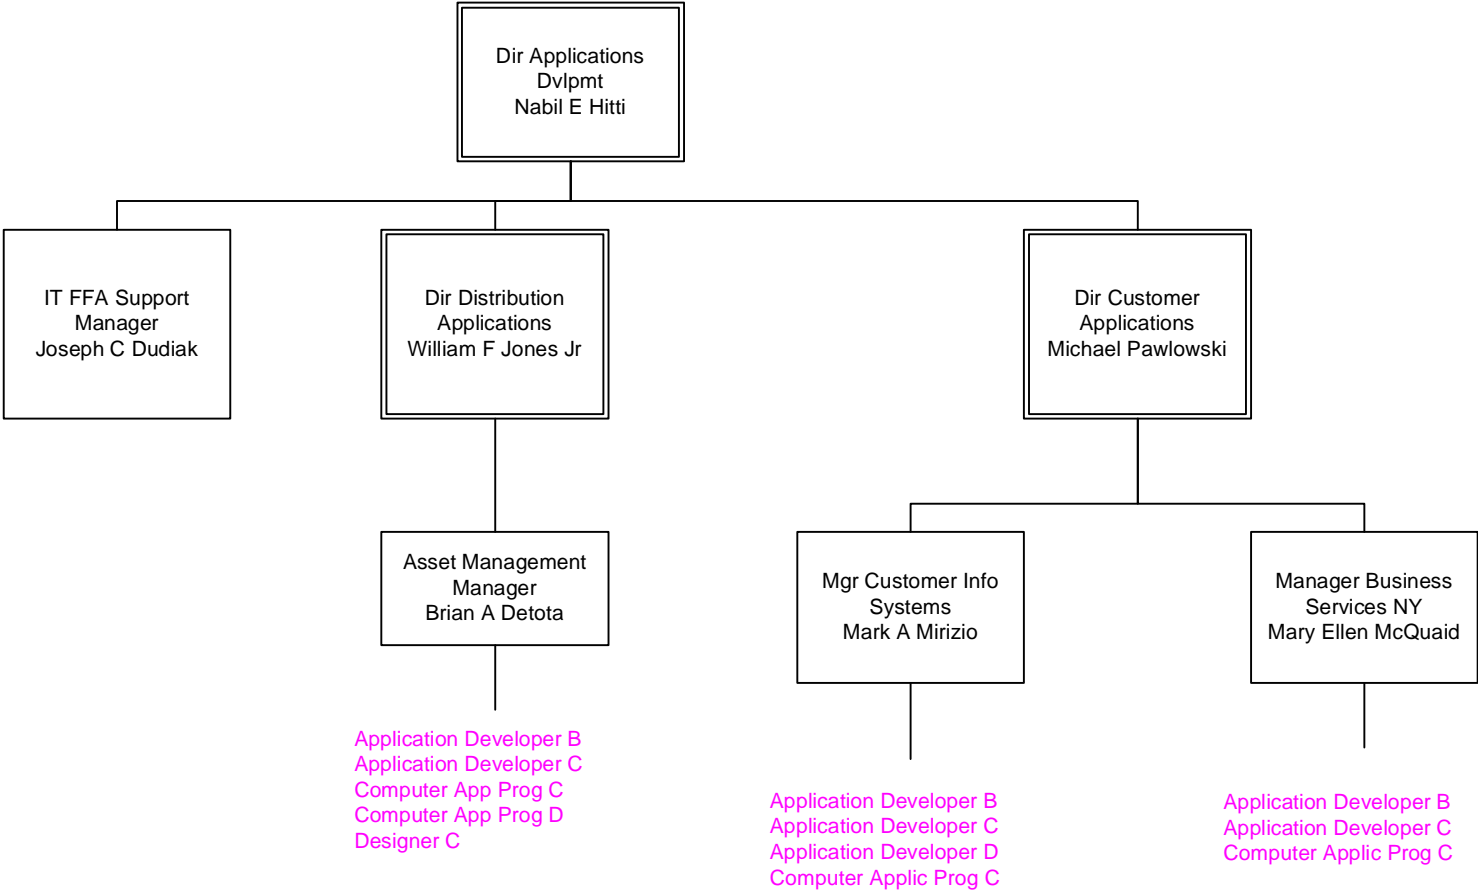 Dir Applications
Dvlpmt
Nabil E Hitti
IT FFA Support
Manager
Joseph C Dudiak
Dir Distribution
Applications
William F Jones Jr
Dir Customer
Applications
Michael Pawlowski
Asset Management
Manager
Brian A Detota
Mgr Customer Info
Systems
Mark A Mirizio
Manager Business
Services NY
Mary Ellen McQuaid
Application Developer B
Application Developer C
Computer App Prog C
Computer App Prog D
Designer C
Application Developer B
Application Developer C
Application Developer D
Computer Applic Prog C
Application Developer B
Application Developer C
Computer Applic Prog C